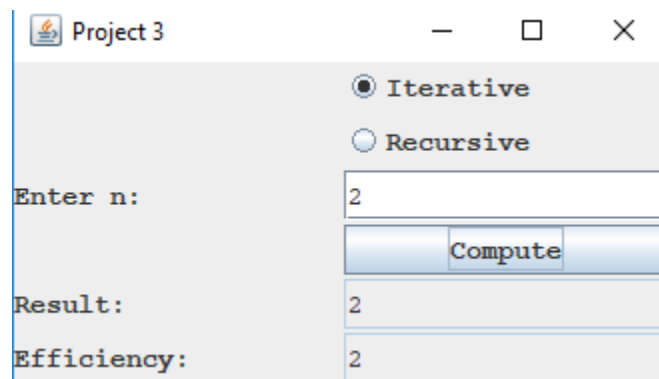 Project 3
Iterative
Recursive
Enter n: 2
Compute
Result: 2
Efficiency: 2